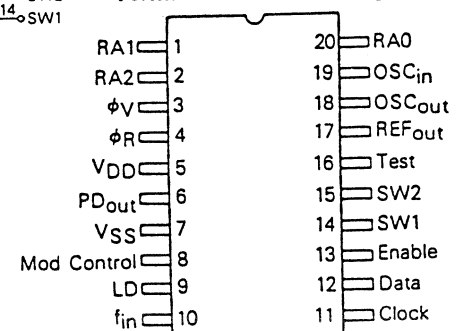 14 SW1
RA1 1 20 RA0
RA2 2 19 OSCin
ϕV 3 18 OSCout
ϕR 4 17 REFout
VDD 5 16 Test
PDout 6 15 SW2
VSS 7 14 SW1
Mod Control 8 13 Enable
LD 9 12 Data
fin 10 11 Clock